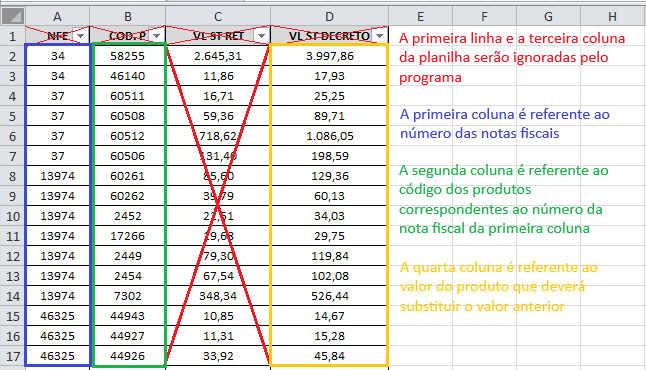 A B C D E F G H
1 NFE COD. P VL ST RET VL ST DECRETO
2 34 58255 2.645,31 3.997,86
3 34 46140 11,86 17,93
4 37 60511 16,71 25,25
5 37 60508 59,36 89,71
6 37 60512 718,62 1.086,05
7 37 60506 131,40 198,59
8 13974 60261 85,60 129,36
9 13974 60262 39,79 60,13
10 13974 2452 34,03
11 13974 17266 19,68 29,75
12 13974 2449 79,30 119,84
13 13974 2454 67,54 102,08
14 13974 7302 348,34 526,44
15 46325 44943 10,85 14,67
16 46325 44927 11,31 15,28
17 46325 44926 33,92 45,84
A primeira linha e a terceira coluna
da planilha serão ignoradas pelo
programa
A primeira coluna é referente ao
número das notas fiscais
A segunda coluna é referente ao
código dos produtos
correspondentes ao número da
nota fiscal da primeira coluna
A quarta coluna é referente ao
valor do produto que deverá
substituir o valor anterior